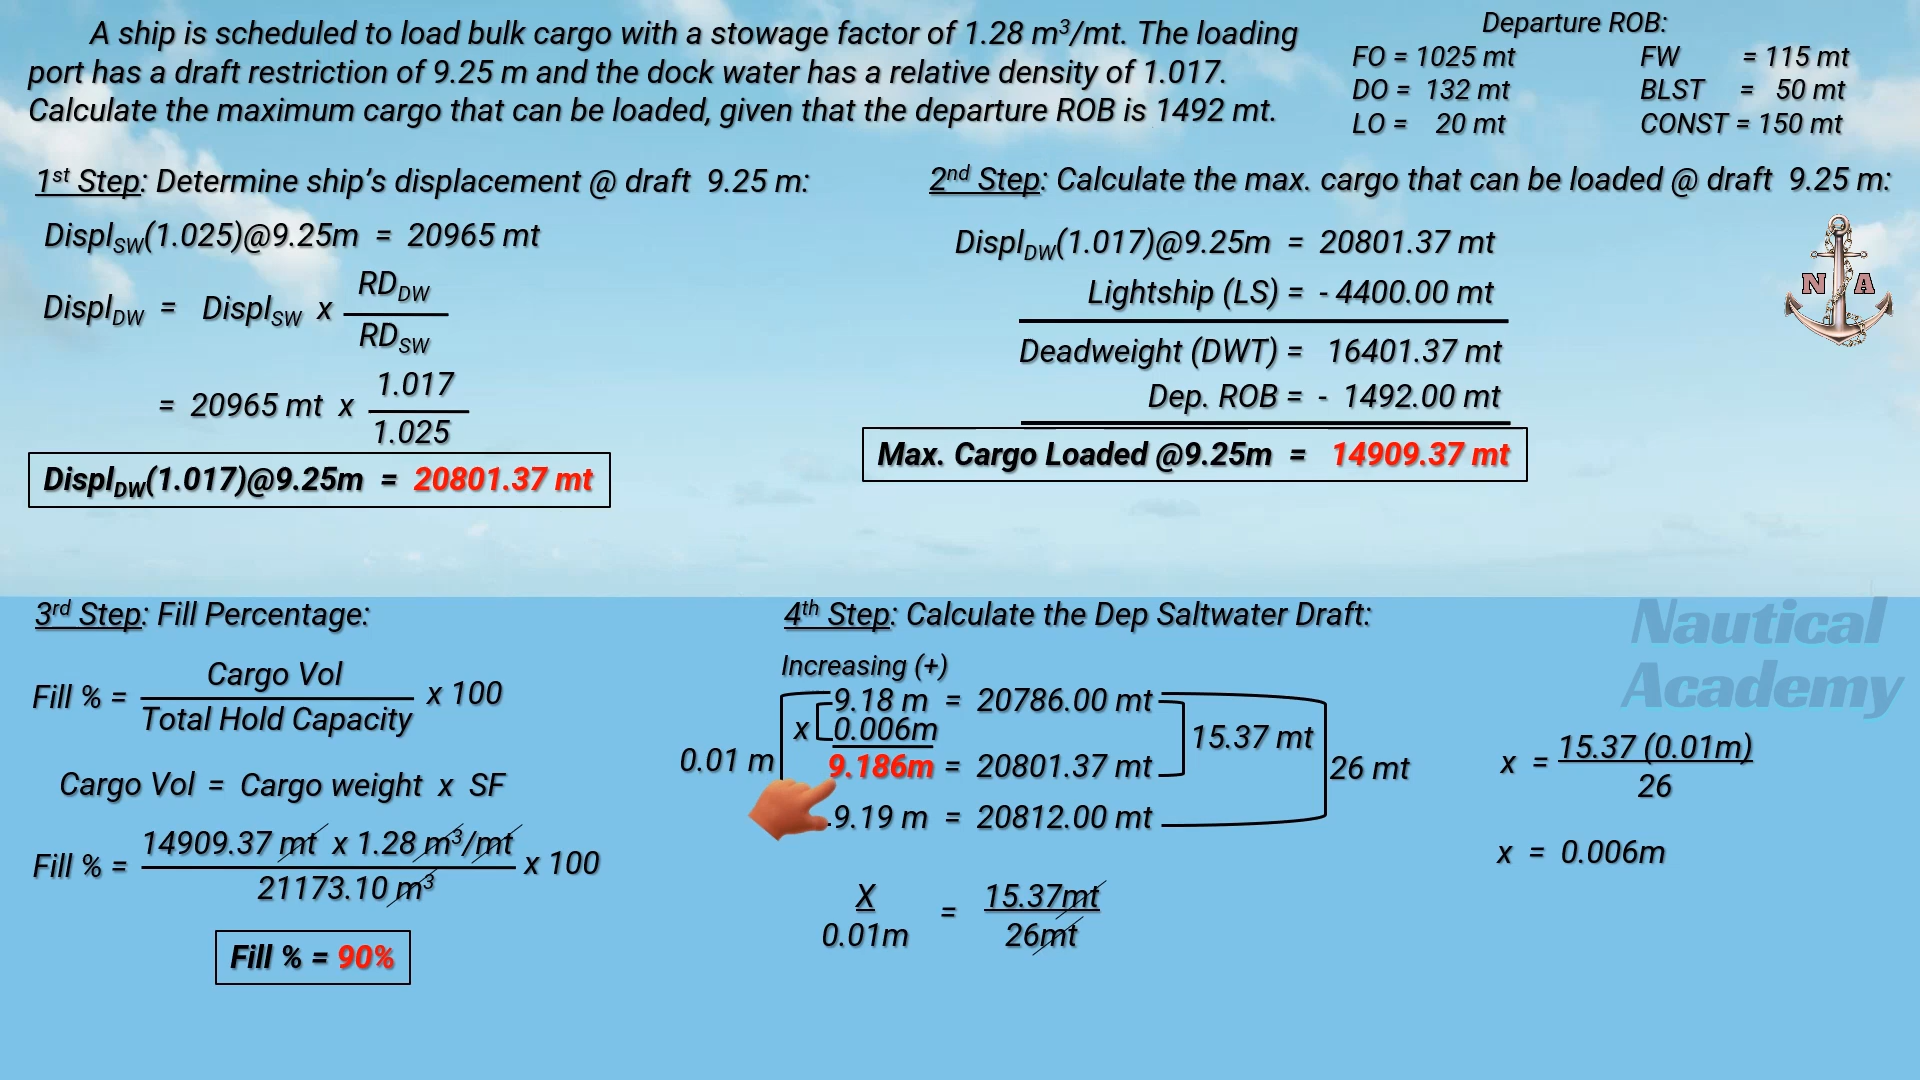 A ship is scheduled to load bulk cargo with a stowage factor of 1.28 m³/mt. The loading
port has a draft restriction of 9.25 m and the dock water has a relative density of 1.017.
Calculate the maximum cargo that can be loaded, given that the departure ROB is 1492 mt.
Departure ROB:
FO = 1025 mt FW = 115 mt
DO = 132 mt BLST = 50 mt
LO = 20 mt CONST = 150 mt
1st Step: Determine ship's displacement @ draft 9.25 m:
DisplSW(1.025)@9.25m = 20965 mt
DisplDW = DisplSW x RDDW
RDSW
= 20965 mt x 1.017
1.025
DisplDW(1.017)@9.25m = 20801.37 mt
2nd Step: Calculate the max. cargo that can be loaded @ draft 9.25 m:
DisplDW(1.017)@9.25m = 20801.37 mt
Lightship (LS) = - 4400.00 mt
Deadweight (DWT) = 16401.37 mt
Dep. ROB = - 1492.00 mt
Max. Cargo Loaded @9.25m = 14909.37 mt
N A
3rd Step: Fill Percentage:
Fill % = Cargo Vol x 100
Total Hold Capacity
Cargo Vol = Cargo weight x SF
Fill % = 14909.37 mt x 1.28 m³/mt x 100
21173.10 m³
Fill % = 90%
4th Step: Calculate the Dep Saltwater Draft:
Increasing (+)
9.18 m = 20786.00 mt
x 0.006m
15.37 mt
0.01 m 9.186m = 20801.37 mt 26 mt
9.19 m = 20812.00 mt
X = 15.37mt
0.01m 26mt
Nautical
Academy
x = 15.37 (0.01m)
26
x = 0.006m